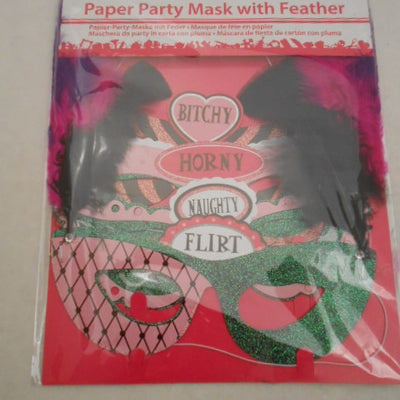 Paper Party Mask with Feather
Papier-Party-Maske mit Feder • Masque de fête en papier
Maschera da party in carta con piuma • Máscara de fiesta de cartón con pluma
BITCHY
HORNY
NAUGHTY
FLIRT